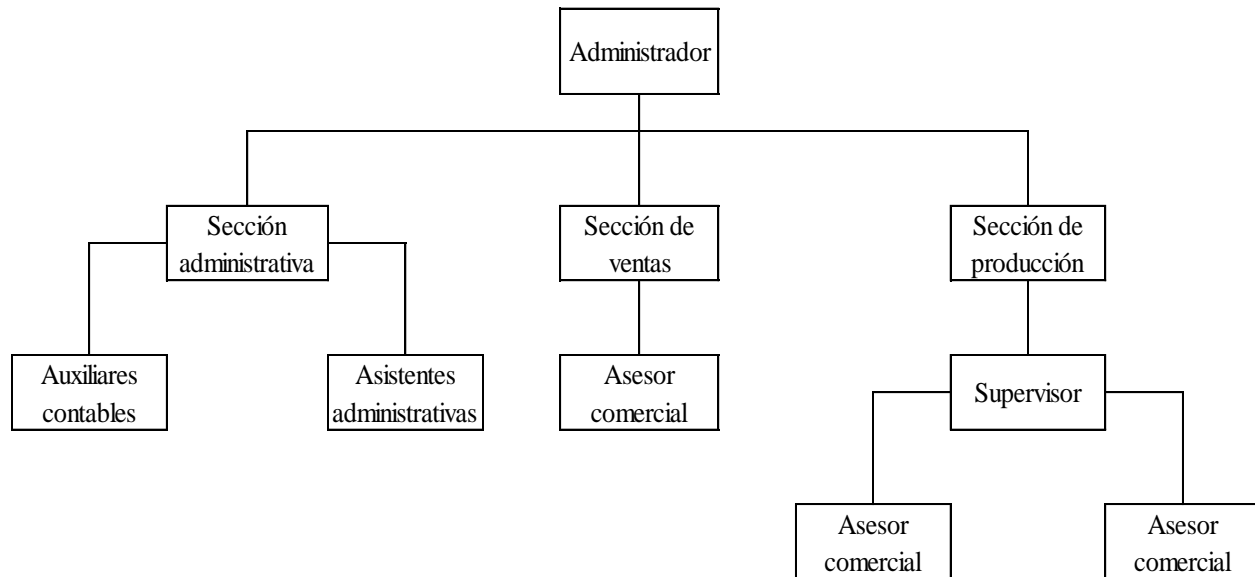 Administrador
Sección
administrativa
Sección de
ventas
Sección de
producción
Auxiliares
contables
Asistentes
administrativas
Asesor
comercial
Supervisor
Asesor
comercial
Asesor
comercial